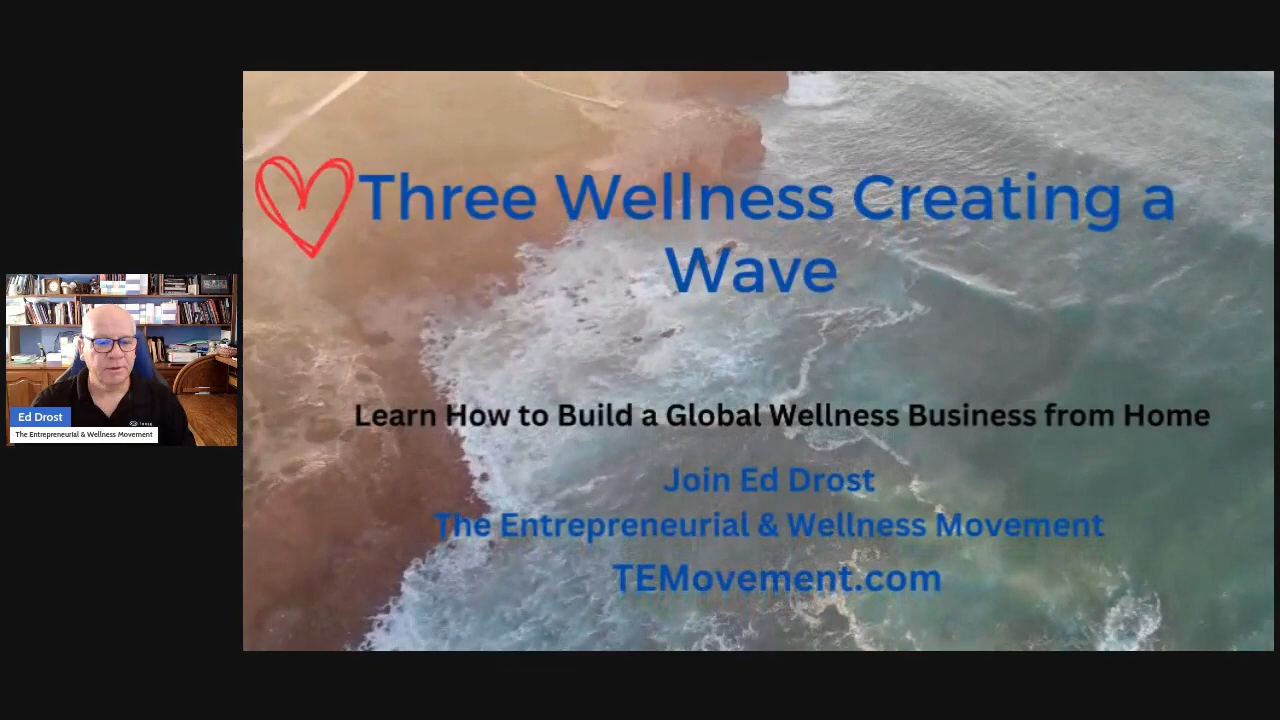 Three Wellness Creating a
Wave
Learn How to Build a Global Wellness Business from Home
Join Ed Drost
The Entrepreneurial & Wellness Movement
TEMovement.com
Ed Drost
The Entrepreneurial & Wellness Movement